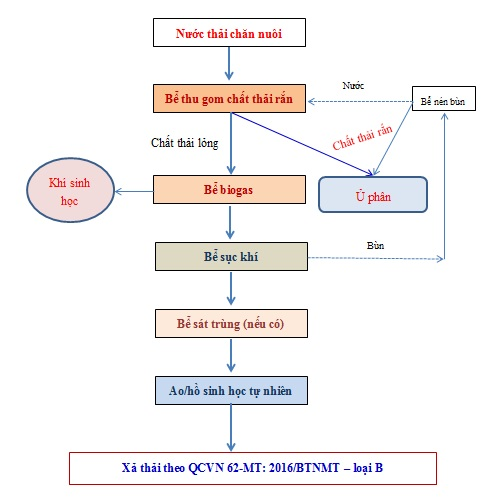 Nước thải chăn nuôi
Nước
Bể thu gom chất thải rắn
Bể nén bùn
Chất thải rắn
Chất thải lỏng
Khí sinh
học
Bể biogas
Ủ phân
Bùn
Bể sục khí
Bể sát trùng (nếu có)
Ao/hồ sinh học tự nhiên
Xả thải theo QCVN 62-MT: 2016/BTNMT – loại B